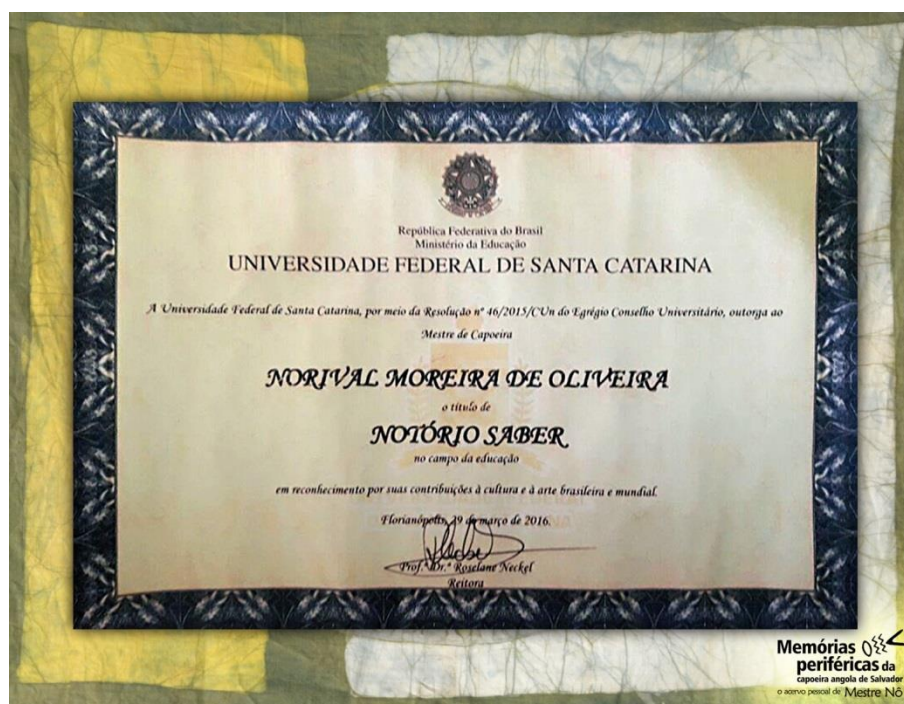 República Federativa do Brasil
Ministério da Educação
UNIVERSIDADE FEDERAL DE SANTA CATARINA
A Universidade Federal de Santa Catarina, por meio da Resolução nº 46/2015/CUn do Egrégio Conselho Universitário, outorga ao
Mestre de Capoeira
NORIVAL MOREIRA DE OLIVEIRA
o título de
NOTÓRIO SABER
no campo da educação
em reconhecimento por suas contribuições à cultura e à arte brasileira e mundial.
Florianópolis, de março de 2016.
Prof.ª Dr.ª Roselane Neckel
Reitora
Memórias
periféricas da
capoeira angola de Salvador
o acervo pessoal de Mestre Nô